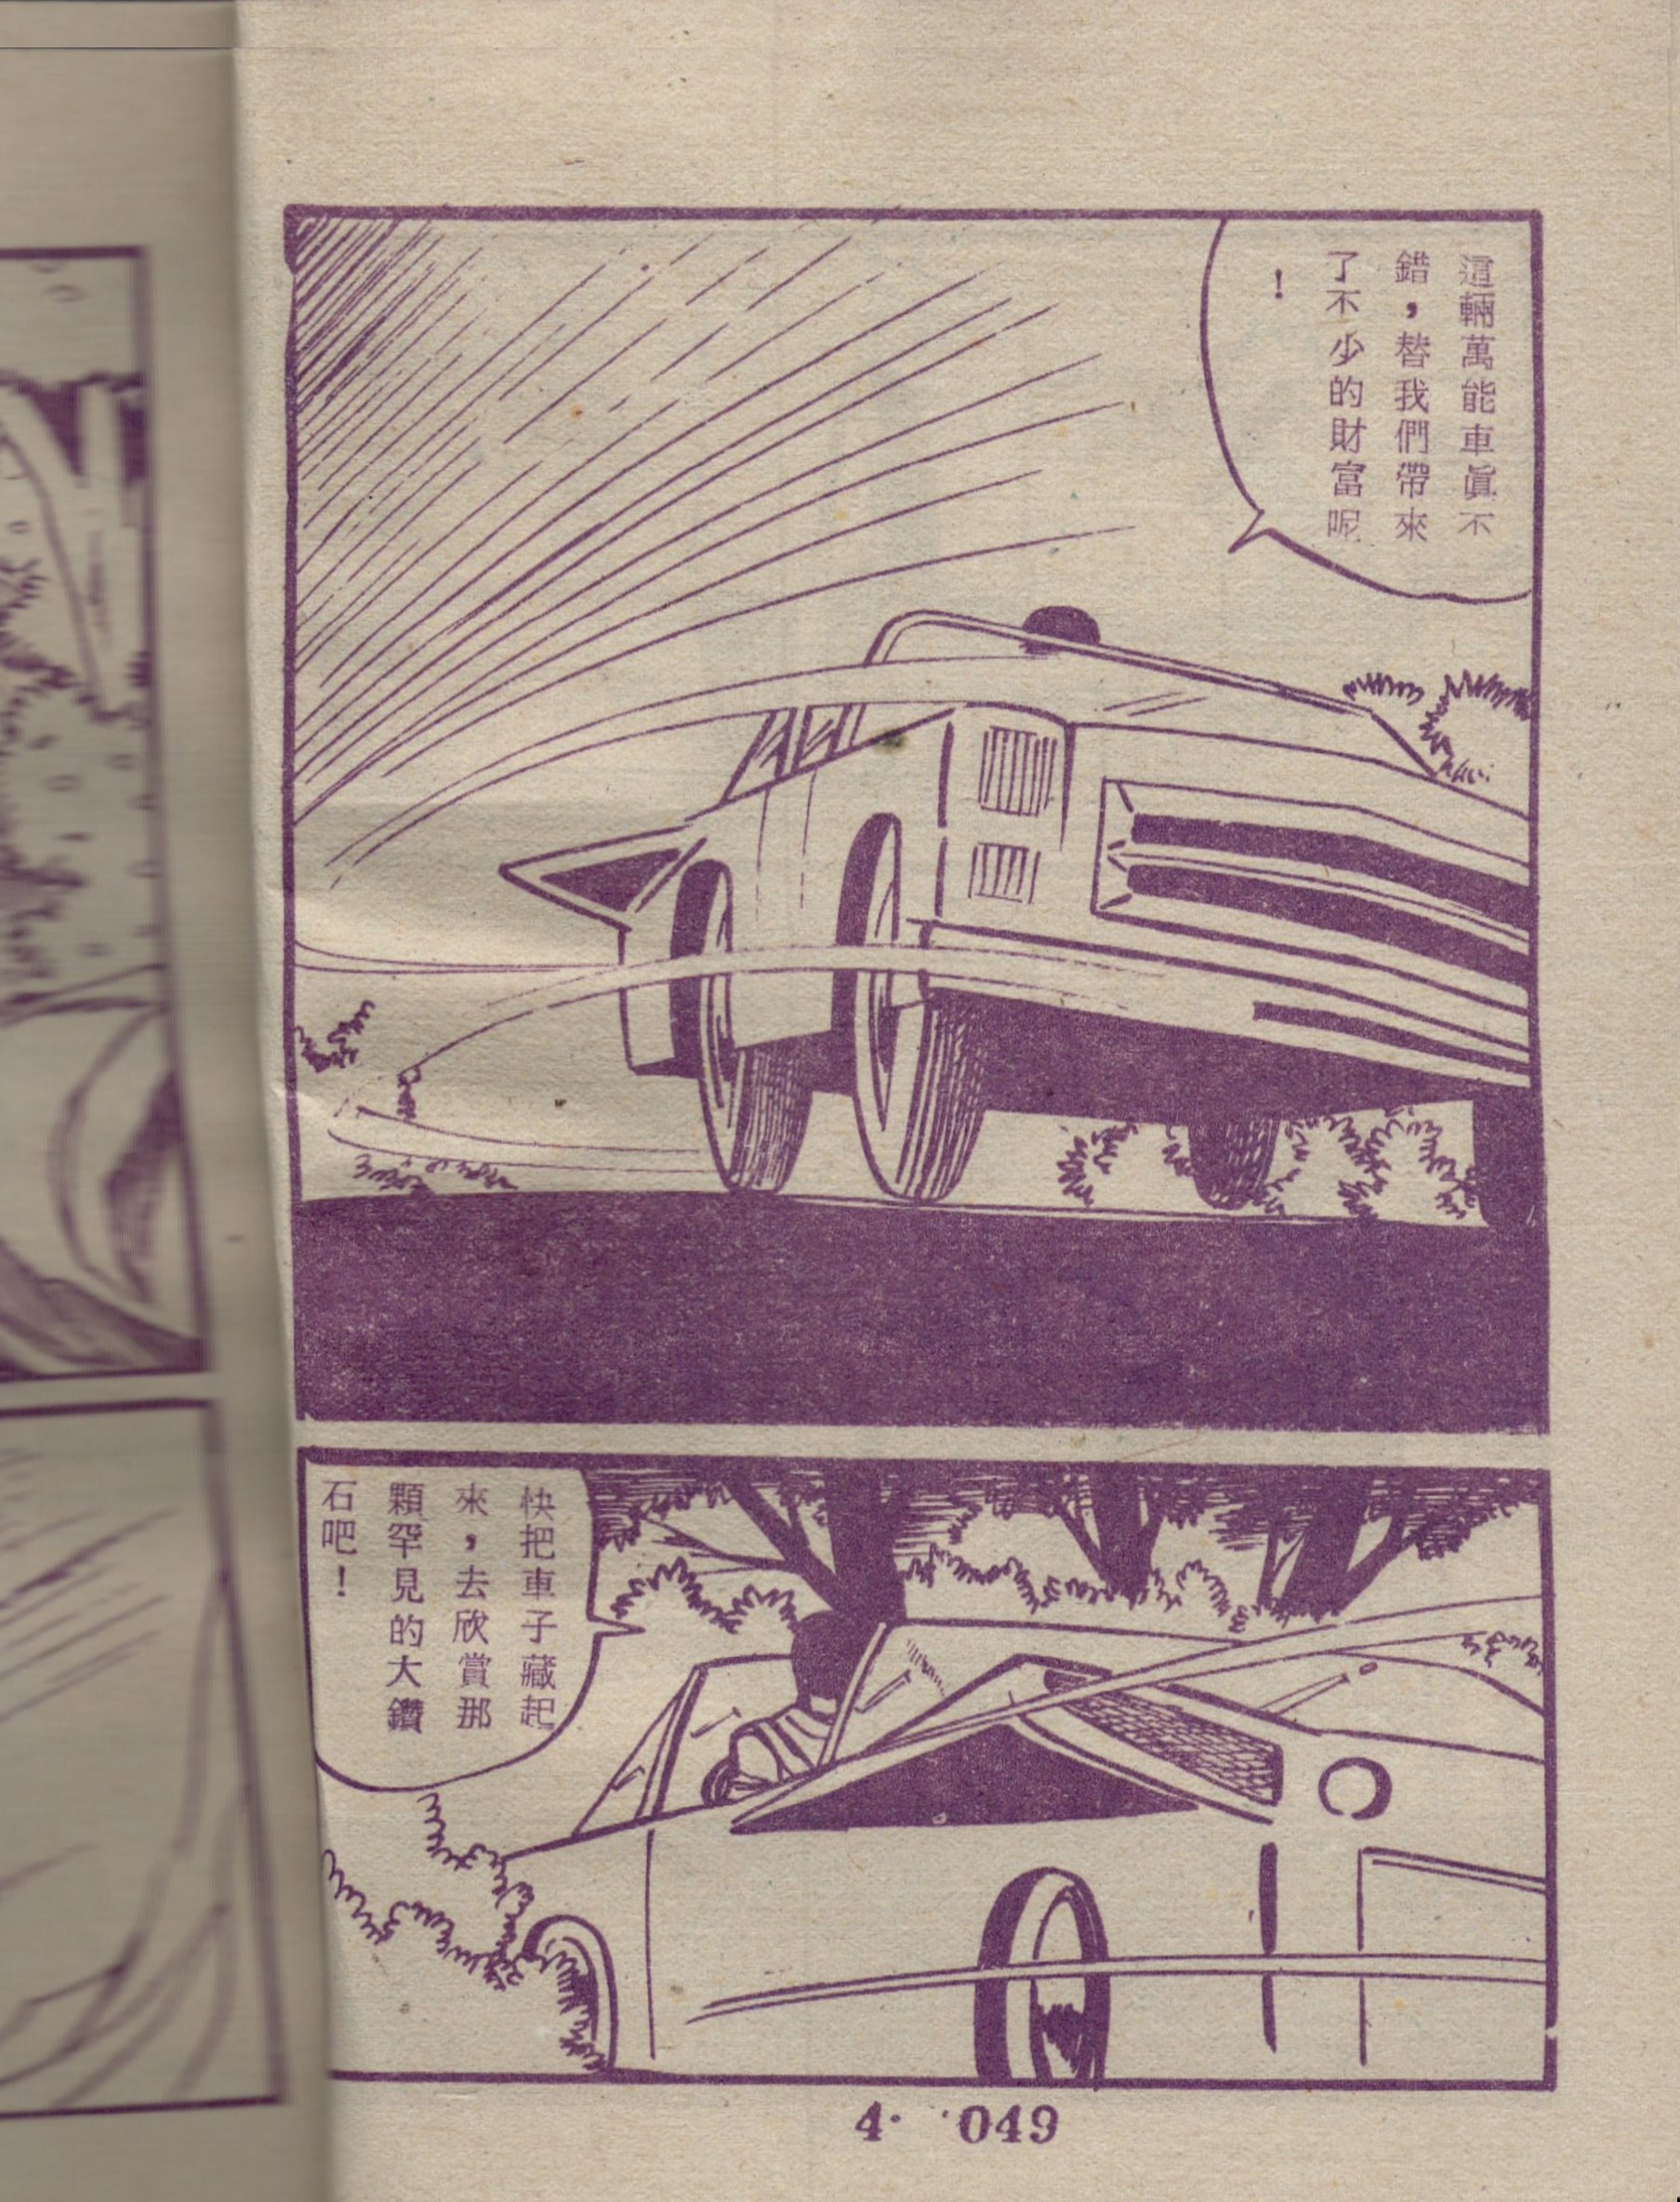 這輛萬能車眞不
錯，替我們帶來
了不少的財富呢
！
快把車子藏起
來，去欣賞那
顆罕見的大鑽
石吧！
4· 049